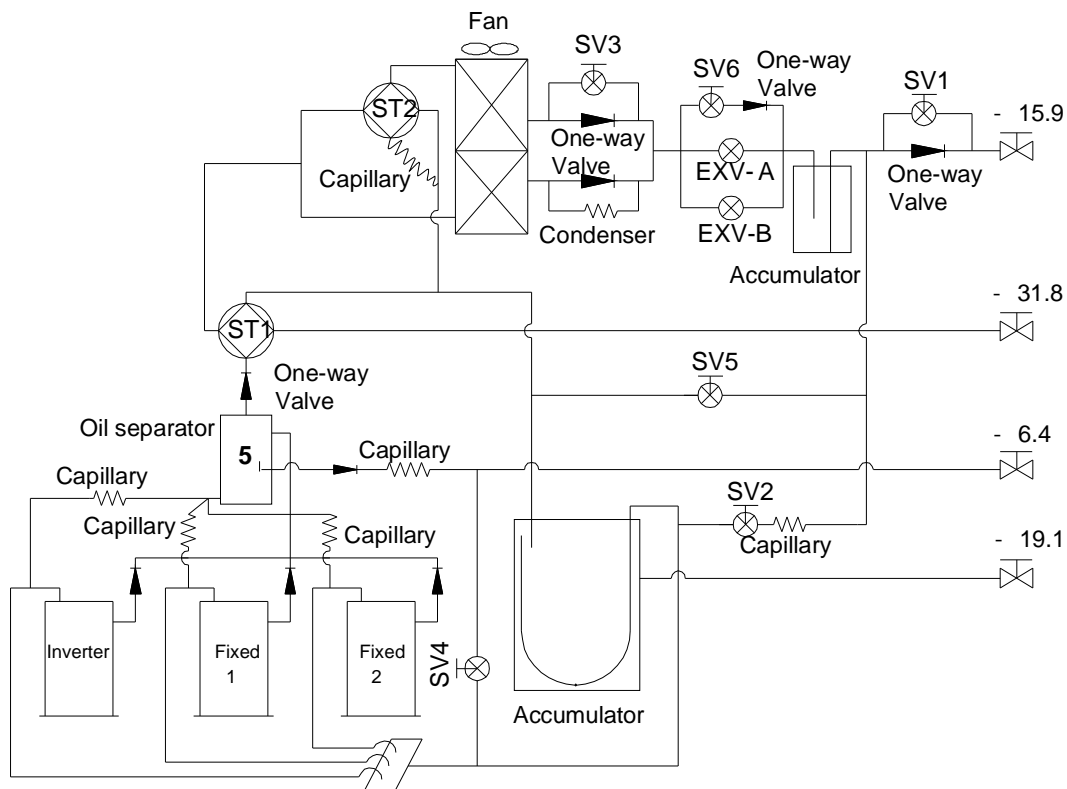 Fan
SV3
SV6
One-way
Valve
SV1
- 15.9
ST2
Capillary
One-way
Valve
EXV-A
One-way
Valve
Condenser
EXV-B
Accumulator
- 31.8
ST1
One-way
Valve
SV5
Oil separator
5
Capillary
- 6.4
Capillary
Capillary
Capillary
SV2
Capillary
- 19.1
Inverter
Fixed
1
Fixed
2
SV4
Accumulator